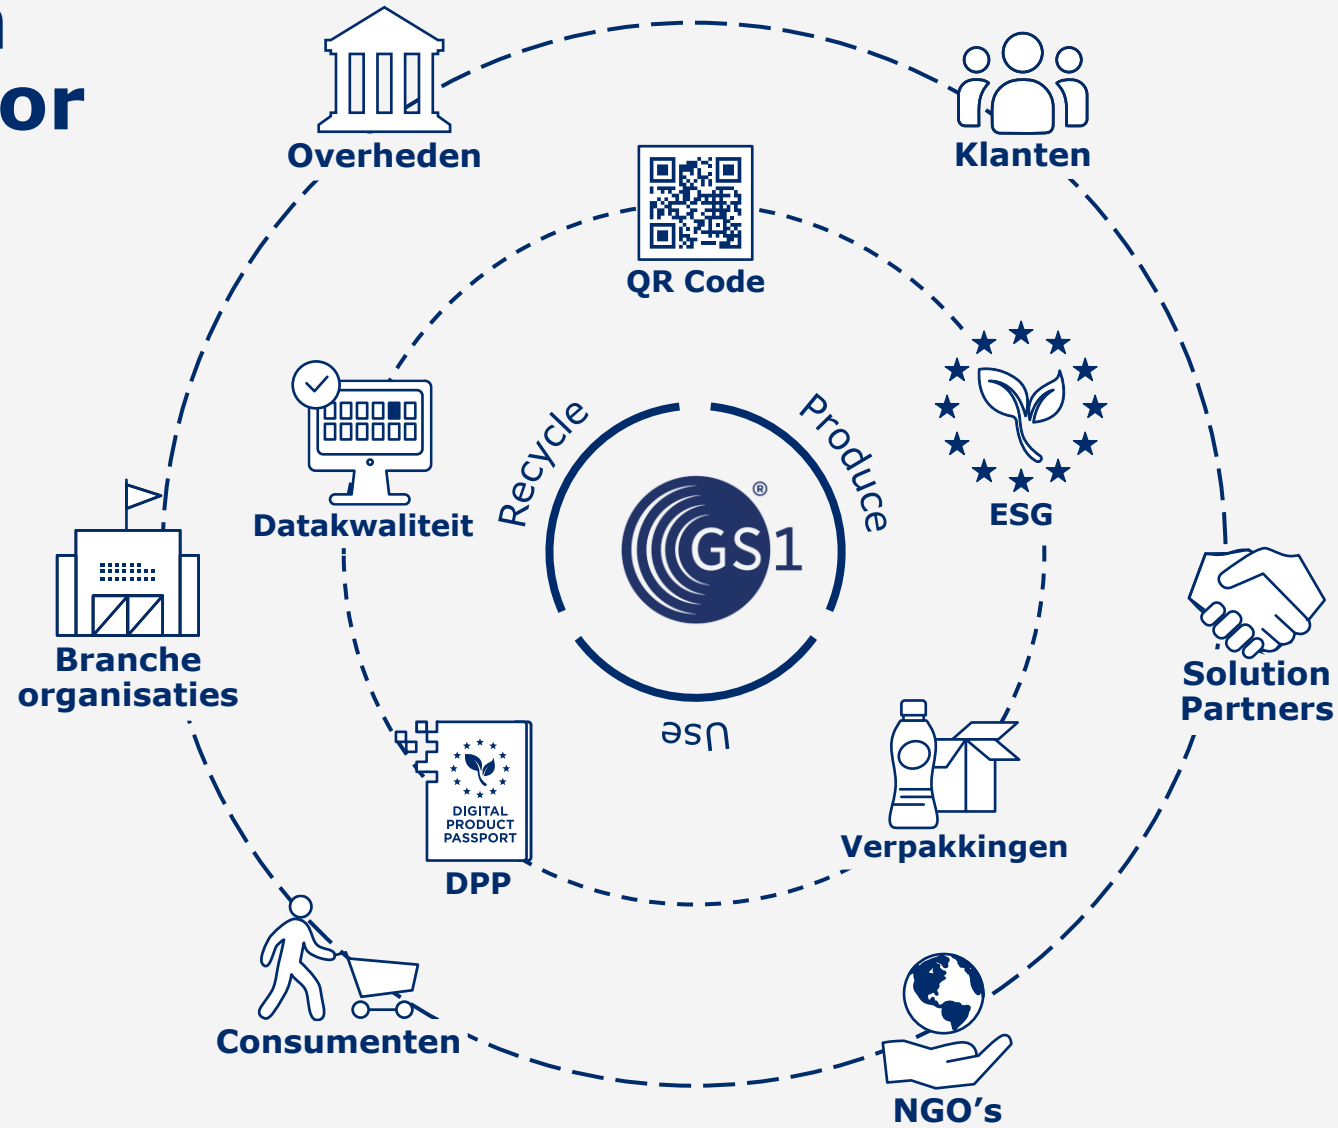 or
Overheden
Klanten
QR Code
Recycle
Produce
ESG
Datakwaliteit
GS1
®
Branche
organisaties
Solution
Partners
Use
DIGITAL
PRODUCT
PASSPORT
DPP
Verpakkingen
Consumenten
NGO’s